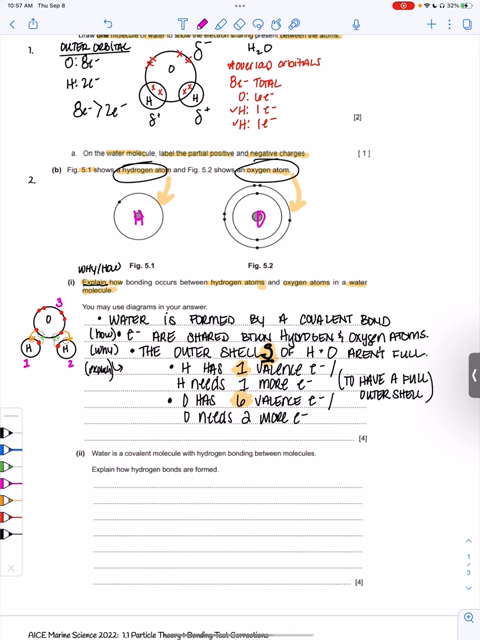 10:57 AM Thu Sep 8
32%
Draw one molecule of water to show the electron sharing present between the atoms.
1.
OUTER ORBITAL
O: 8e-
H: 2e-
8e- > 2e-
O
H
H
δ-
δ+
δ+
H₂O
*overlap orbitals
8e- TOTAL
O: 6e-
✓H: 1e-
✓H: 1e-
[2]
a. On the water molecule, label the partial positive and negative charges
[1]
2.
(b) Fig. 5.1 shows a hydrogen atom and Fig. 5.2 shows an oxygen atom.
H
O
Fig. 5.1
Fig. 5.2
WHY/HOW
(i) Explain how bonding occurs between hydrogen atoms and oxygen atoms in a water
molecule.
You may use diagrams in your answer.
3
O
H
H
1
2
• WATER IS FORMED BY A COVALENT BOND
(how) • e- ARE SHARED BTWN HYDROGEN & OXYGEN ATOMS.
(why) • THE OUTER SHELLS OF H + O AREN'T FULL.
(explain)↳ • H HAS 1 VALENCE e- /
H NEEDS 1 MORE e-
(TO HAVE A FULL
OUTER SHELL)
• O HAS 6 VALENCE e- /
O NEEDS 2 MORE e-
[4]
(ii) Water is a covalent molecule with hydrogen bonding between molecules.
Explain how hydrogen bonds are formed.
[4]
1
3
AICE Marine Science 2022: 1.1 Particle Theory & Bonding Test Corrections